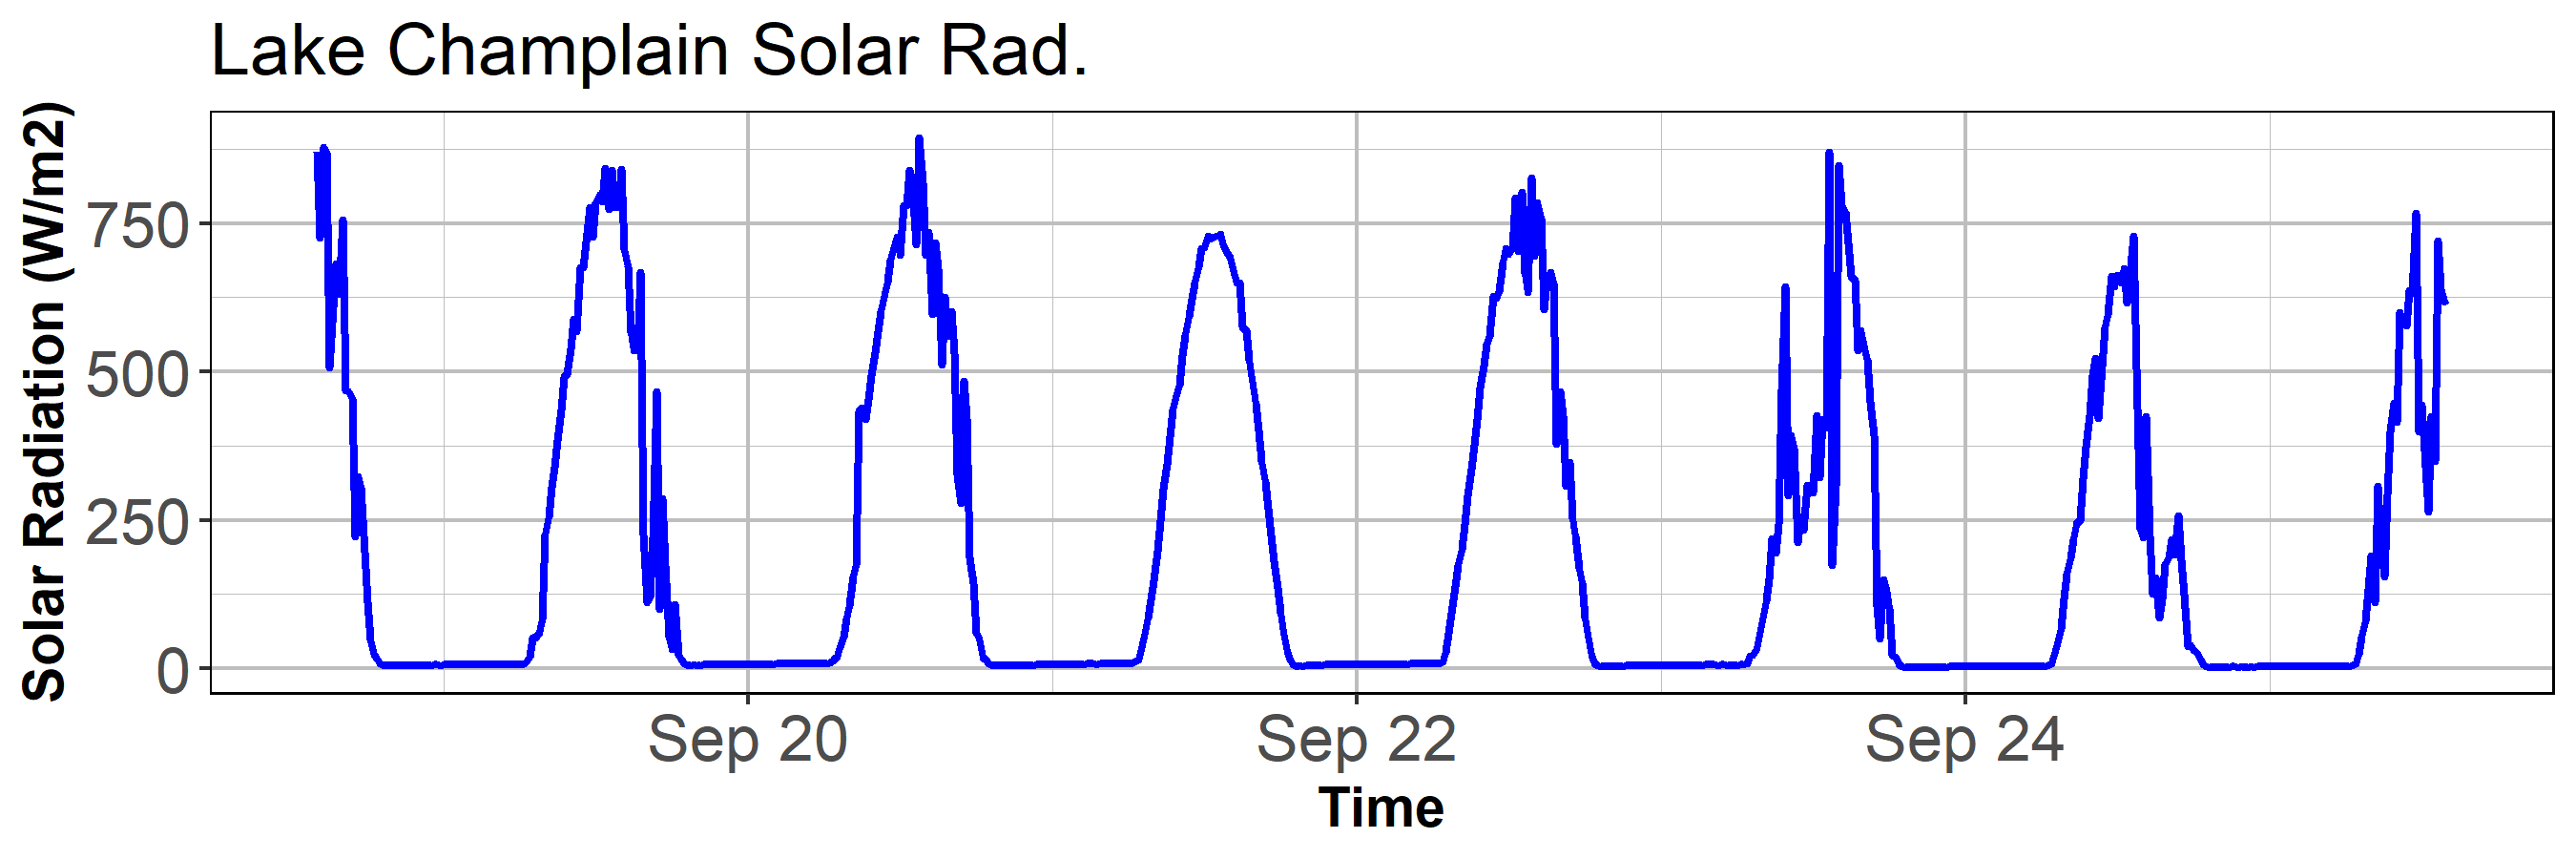 Lake Champlain Solar Rad.
Solar Radiation (W/m2)
750
500
250
0
Sep 20
Sep 22
Sep 24
Time